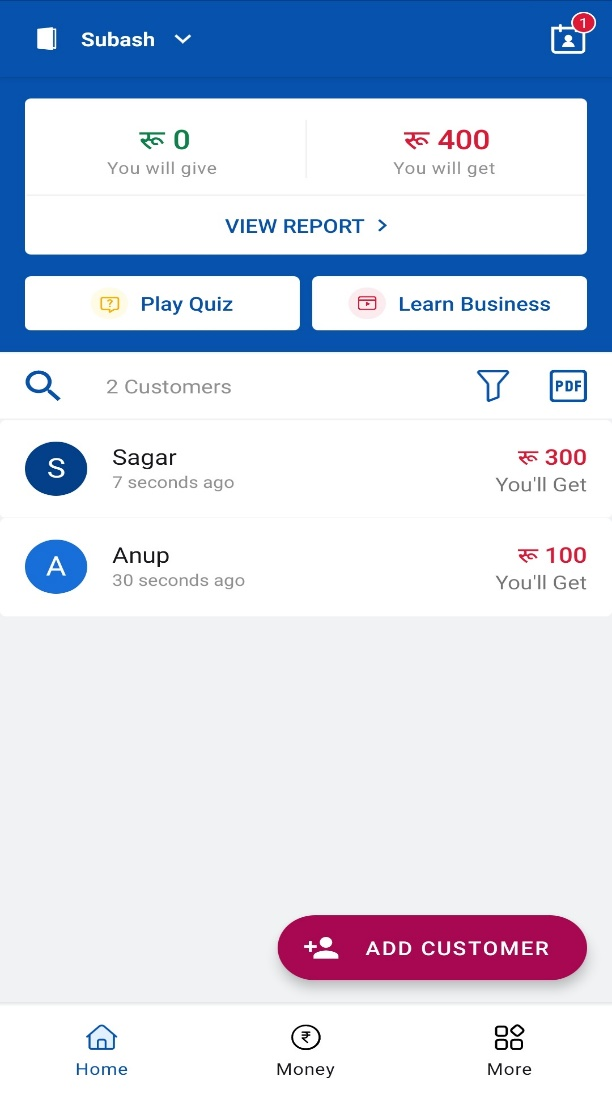 Subash
1
रू 0
You will give
रू 400
You will get
VIEW REPORT
?
Play Quiz
Learn Business
2 Customers
PDF
S
Sagar
7 seconds ago
रू 300
You'll Get
A
Anup
30 seconds ago
रू 100
You'll Get
ADD CUSTOMER
₹
Home
Money
More